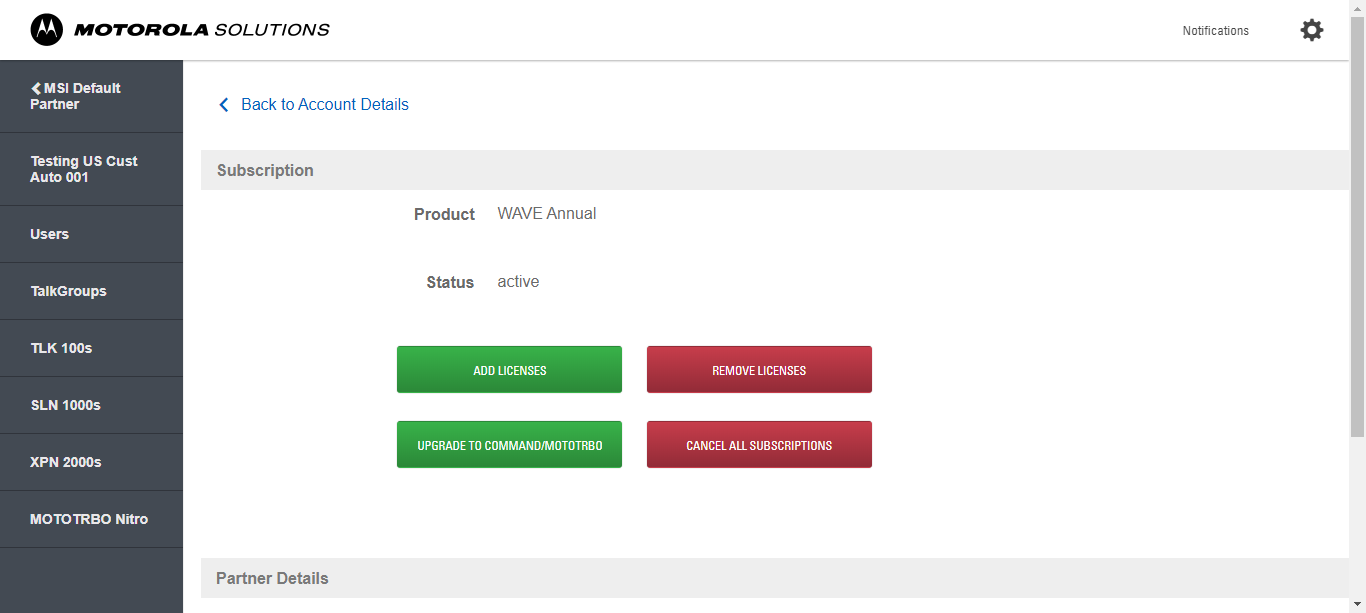 MOTOROLA SOLUTIONS
Notifications
MSI Default
Partner
Testing US Cust
Auto 001
Users
TalkGroups
TLK 100s
SLN 1000s
XPN 2000s
MOTOTRBO Nitro
Back to Account Details
Subscription
Product WAVE Annual
Status active
ADD LICENSES REMOVE LICENSES
UPGRADE TO COMMAND/MOTOTRBO CANCEL ALL SUBSCRIPTIONS
Partner Details